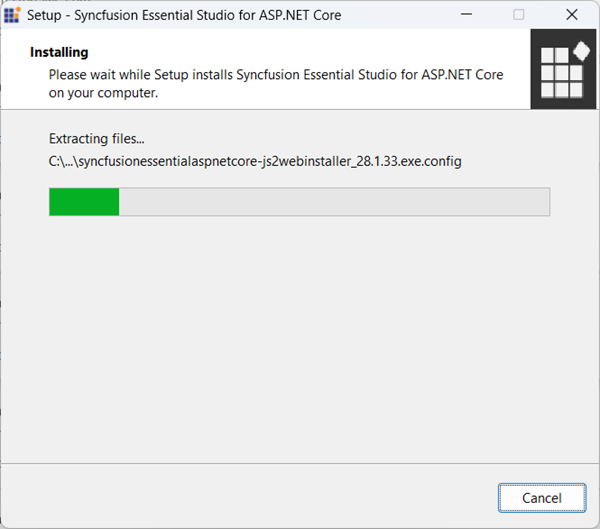 Setup - Syncfusion Essential Studio for ASP.NET Core
Installing
Please wait while Setup installs Syncfusion Essential Studio for ASP.NET Core
on your computer.
Extracting files...
C:\...\syncfusionessentialaspnetcore-js2webinstaller_28.1.33.exe.config
Cancel